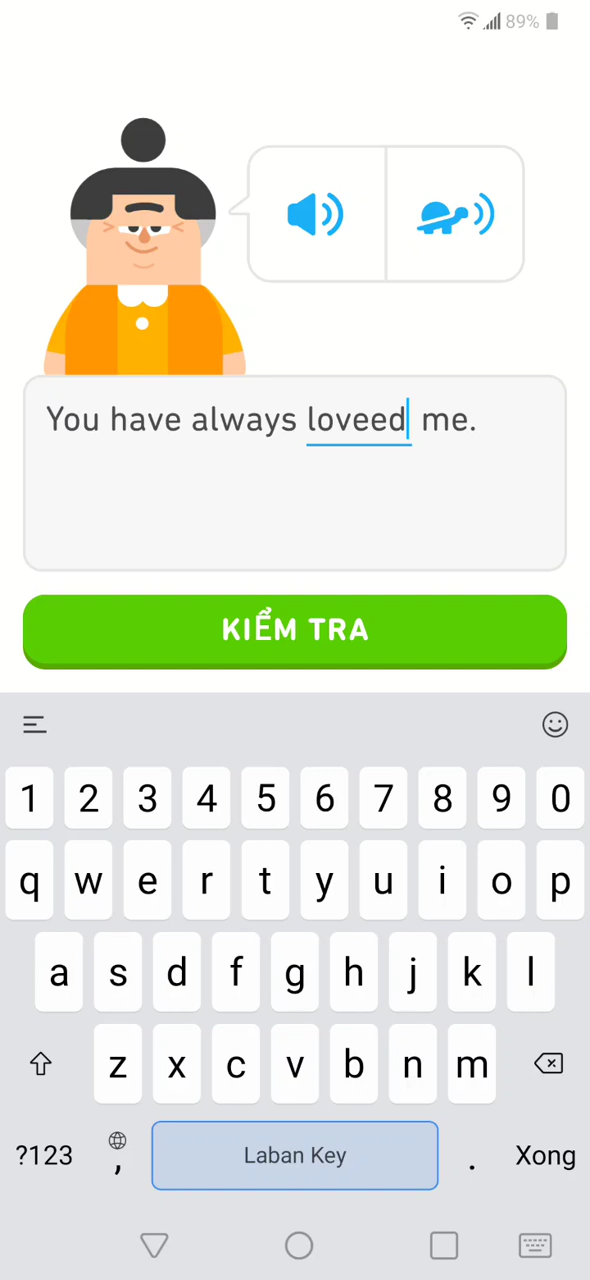 89%
You have always loveed me.
KIỂM TRA
1 2 3 4 5 6 7 8 9 0
q w e r t y u i o p
a s d f g h j k l
z x c v b n m
?123 , Laban Key . Xong